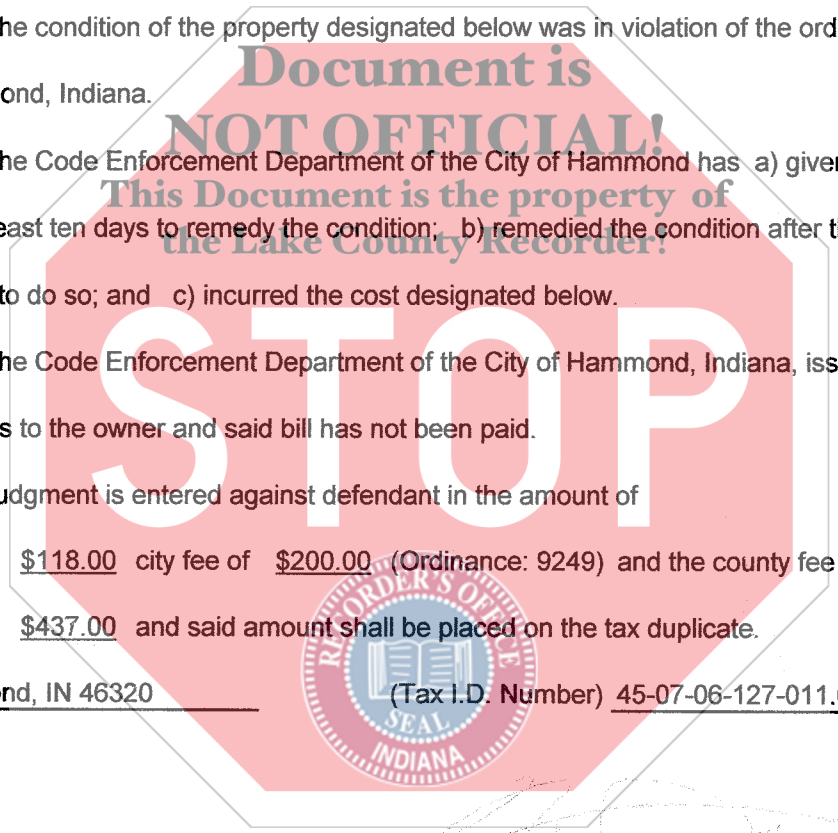 he condition of the property designated below was in violation of the ord
Document is
ond, Indiana.
NOT OFFICIAL!
he Code Enforcement Department of the City of Hammond has a) given
This Document is the property of
east ten days to remedy the condition; b) remedied the condition after t
the Lake County Recorder!
to do so; and c) incurred the cost designated below.
STOP
he Code Enforcement Department of the City of Hammond, Indiana, iss
s to the owner and said bill has not been paid.
udgment is entered against defendant in the amount of
$118.00 city fee of $200.00 (Ordinance: 9249) and the county fee
$437.00 and said amount shall be placed on the tax duplicate.
RECORDER'S OFFICE
nd, IN 46320 (Tax I.D. Number) 45-07-06-127-011.
SEAL
INDIANA